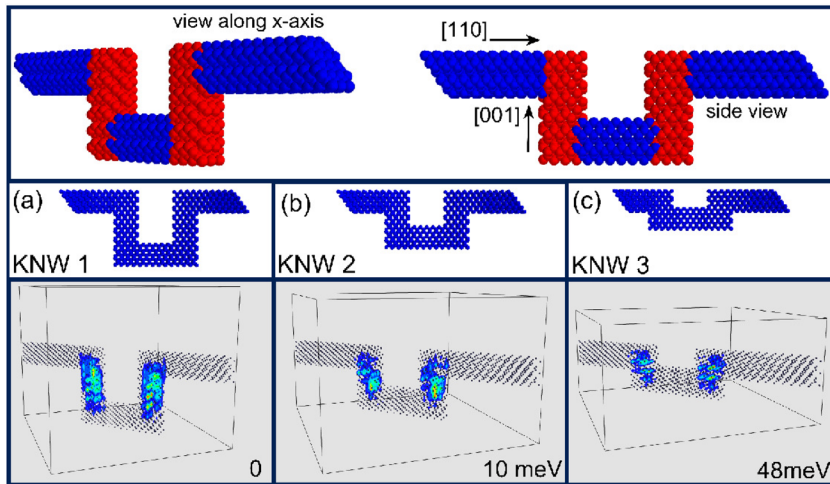 view along x-axis
[110]
[001]
side view
(a)
KNW 1
(b)
KNW 2
(c)
KNW 3
0
10 meV
48meV